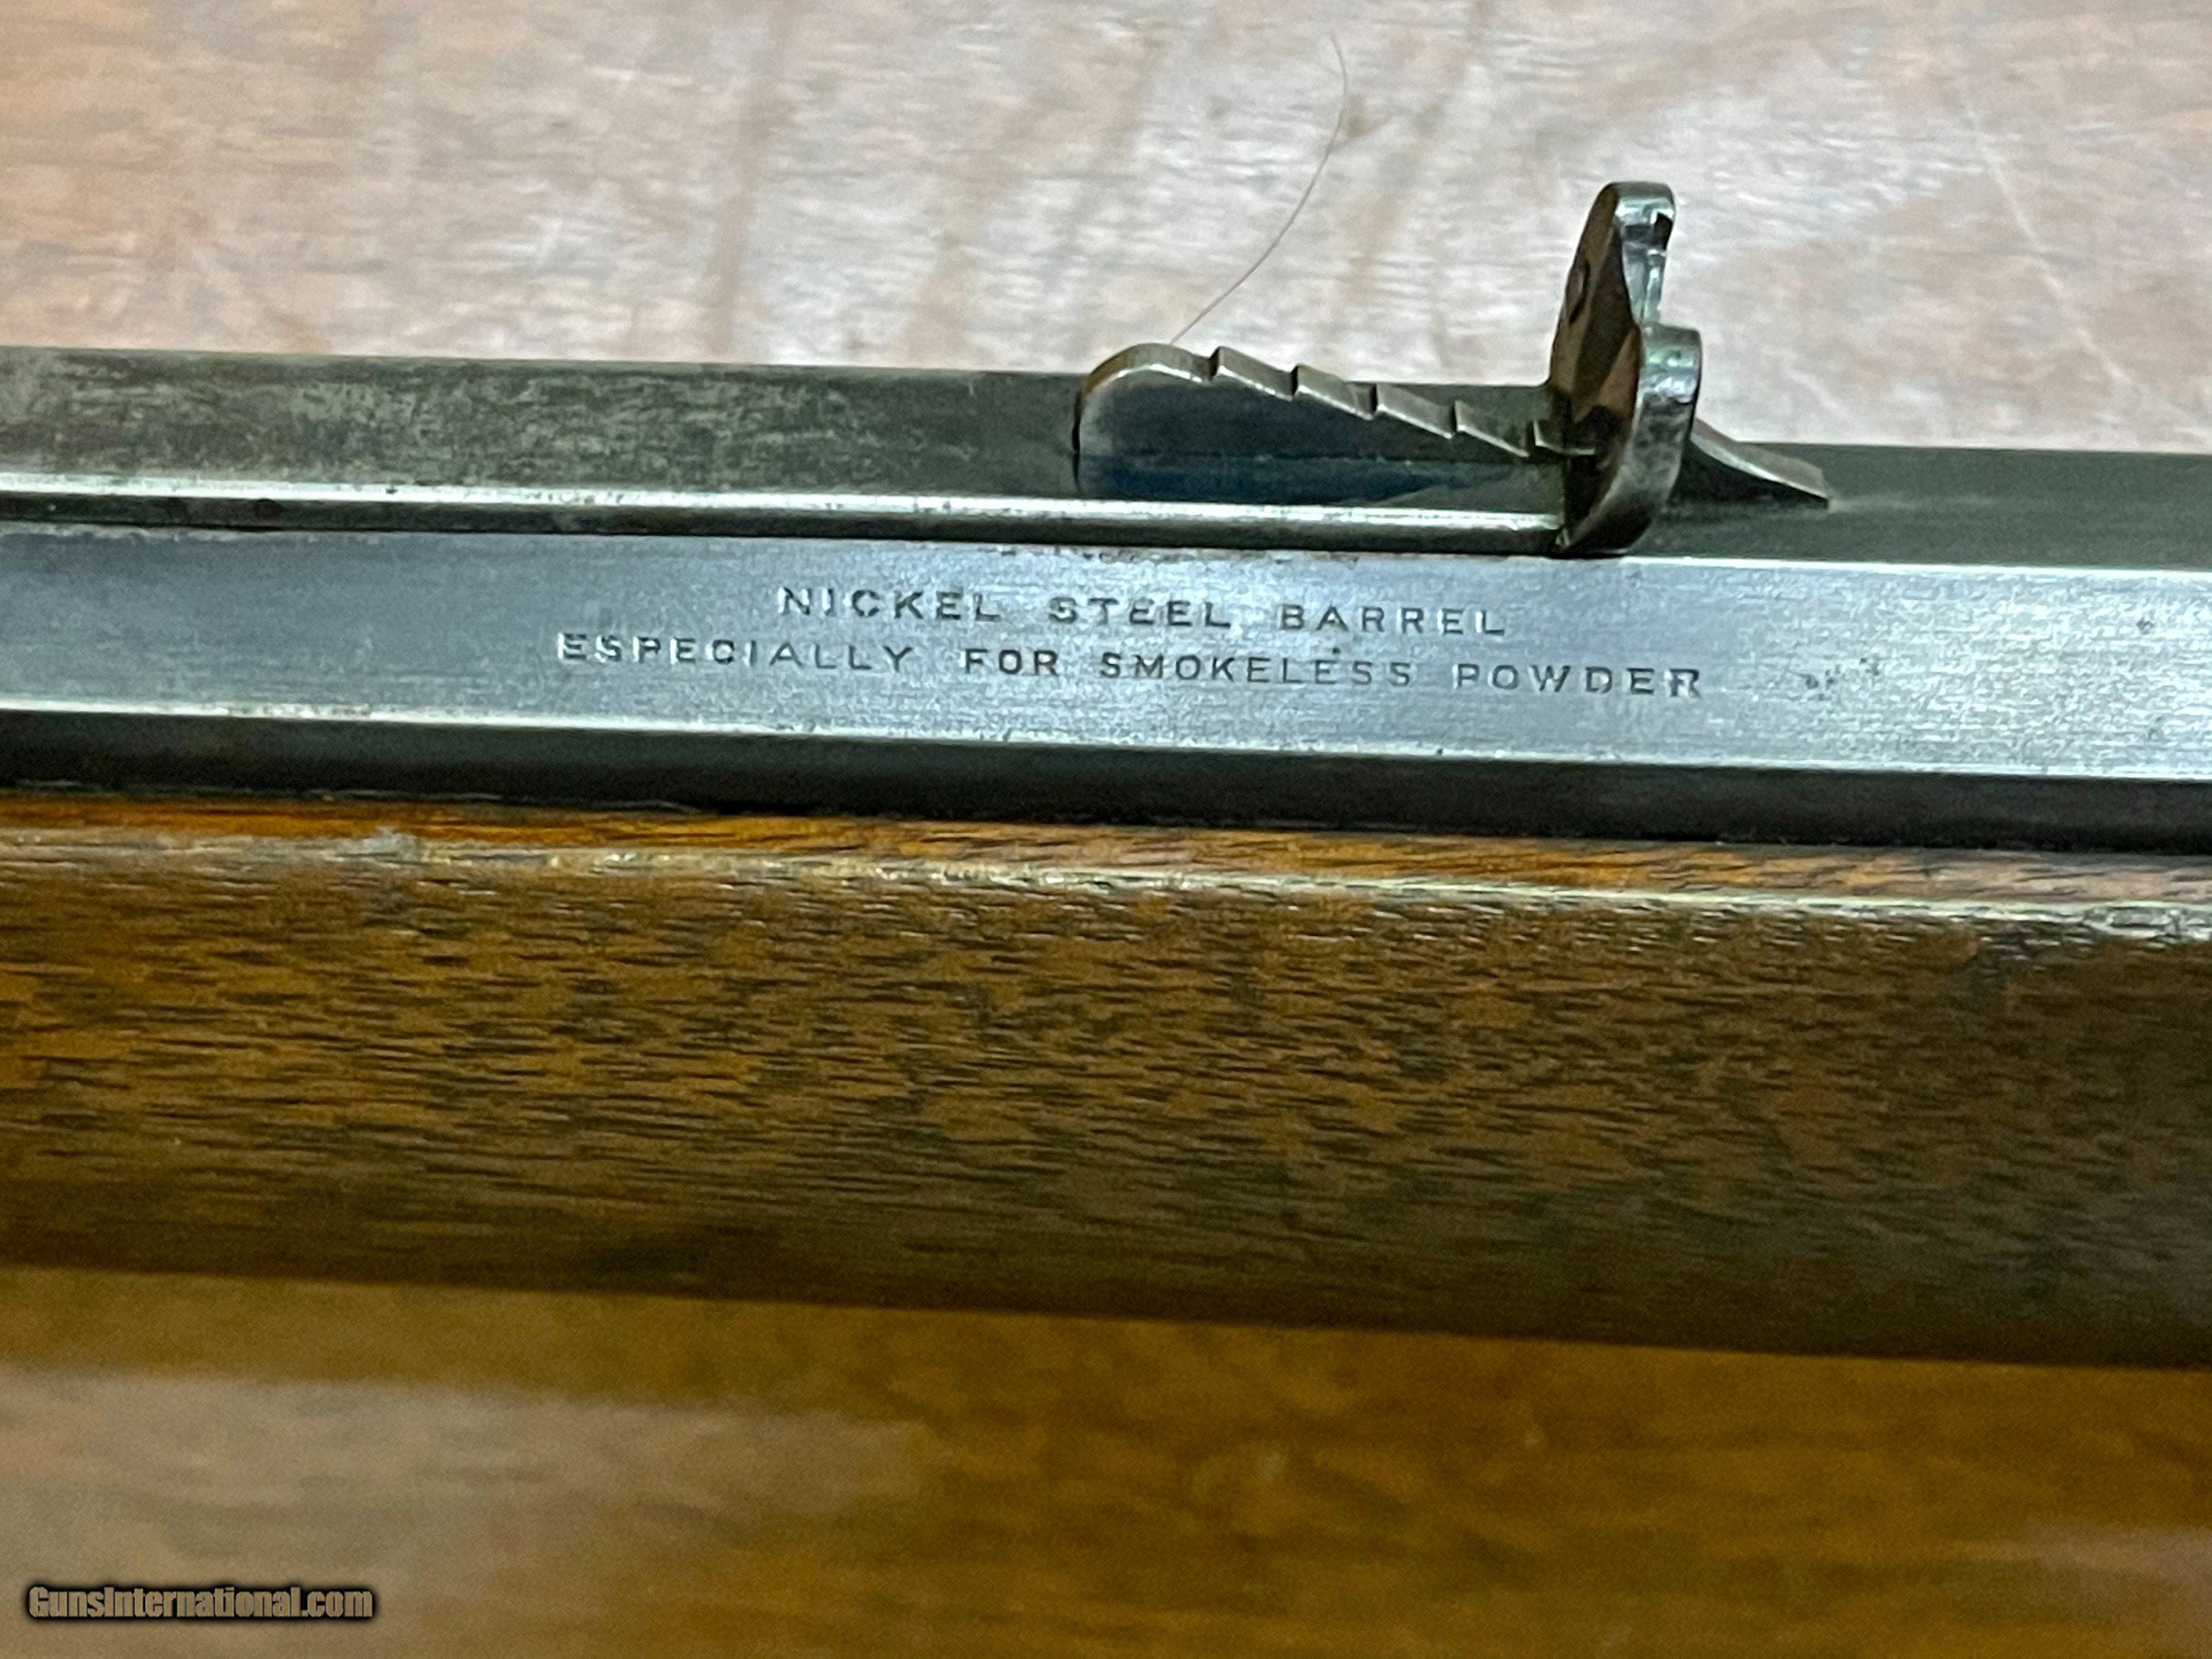 NICKEL STEEL BARREL
ESPECIALLY FOR SMOKELESS POWDER
GunsInternational.com